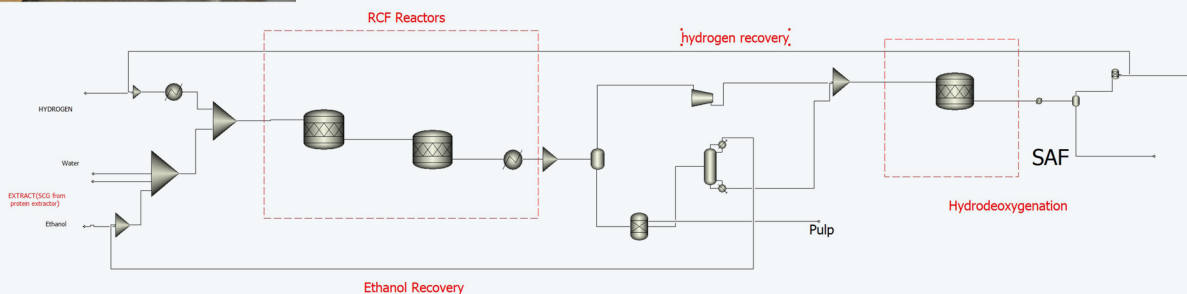 RCF Reactors
hydrogen recovery
HYDROGEN
Water
EXTRACT(SCG from
protein extractor)
Ethanol
Pulp
SAF
Hydrodeoxygenation
Ethanol Recovery